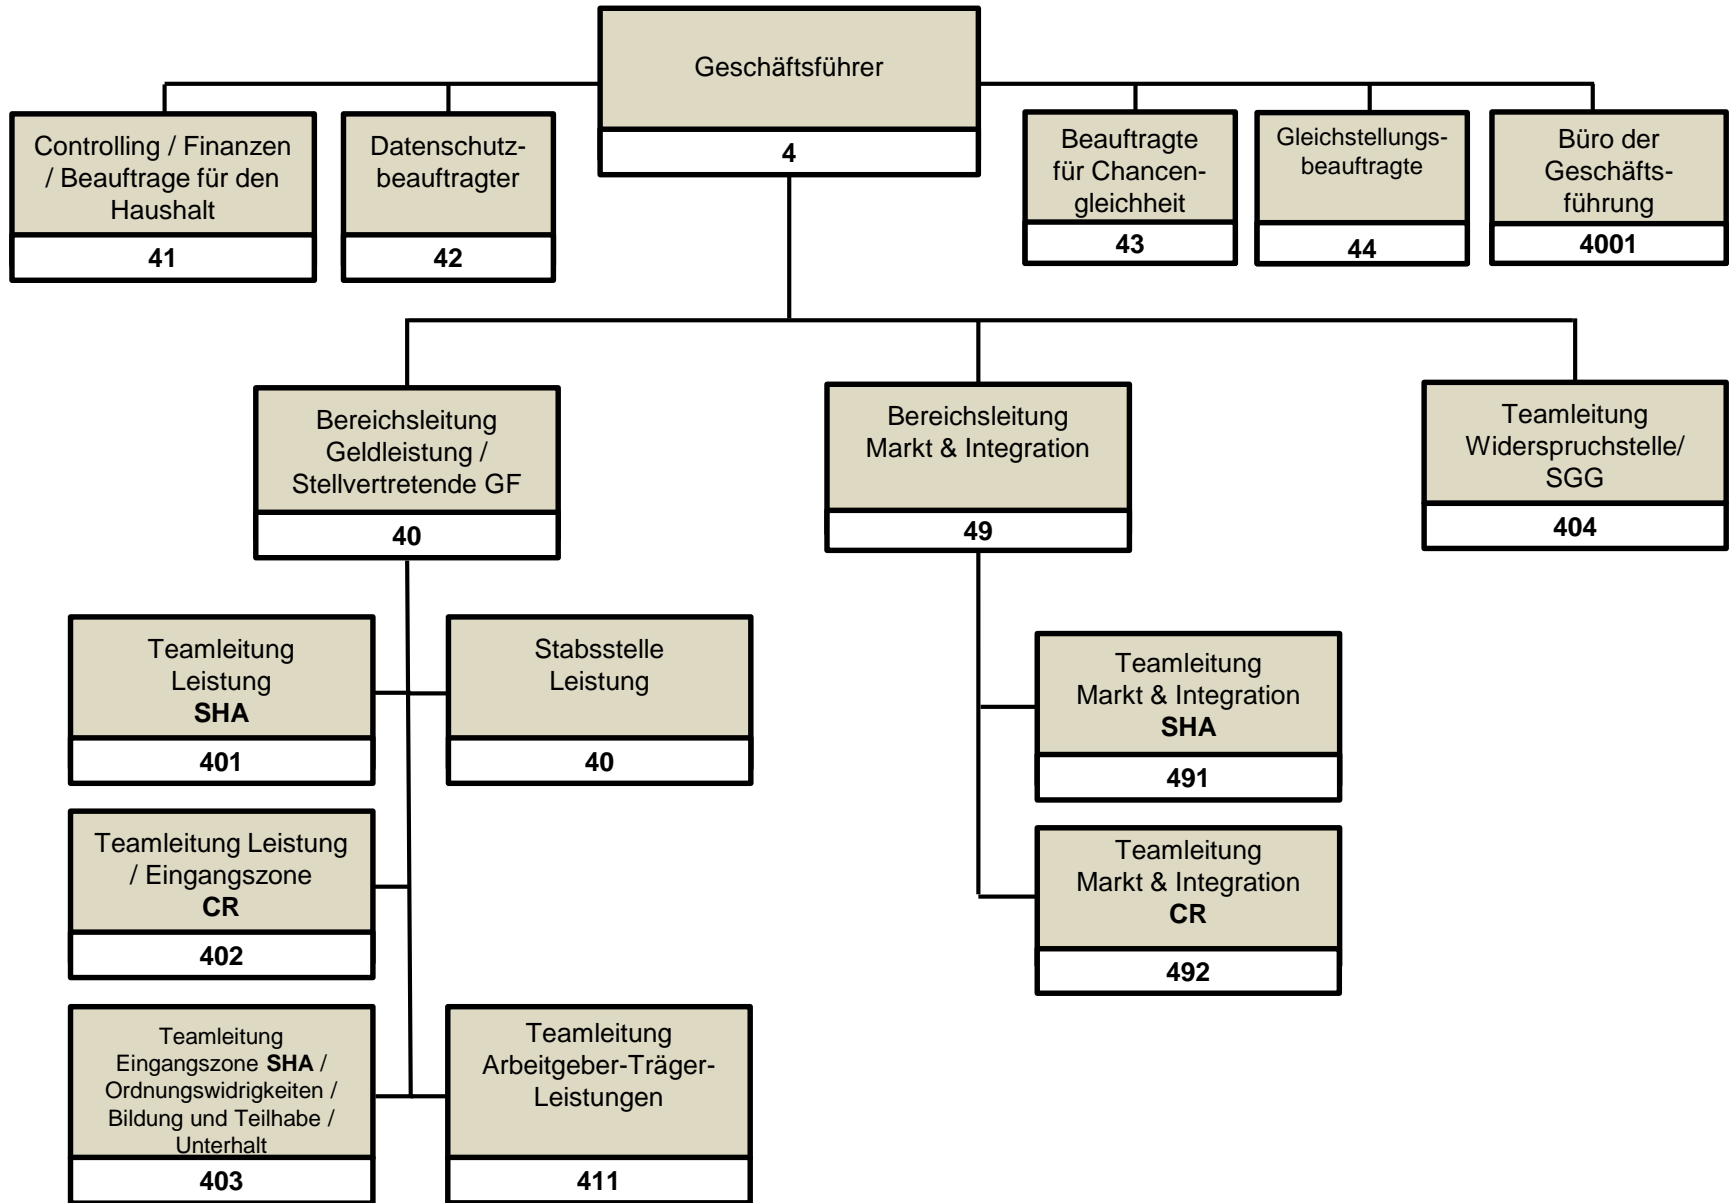 Geschäftsführer
4
Controlling / Finanzen
/ Beauftrage für den
Haushalt
41
Datenschutz-
beauftragter
42
Beauftragte
für Chancen-
gleichheit
43
Gleichstellungs-
beauftragte
44
Büro der
Geschäfts-
führung
4001
Bereichsleitung
Geldleistung /
Stellvertretende GF
40
Bereichsleitung
Markt & Integration
49
Teamleitung
Widerspruchstelle/
SGG
404
Teamleitung
Leistung
SHA
401
Stabsstelle
Leistung
40
Teamleitung
Markt & Integration
SHA
491
Teamleitung Leistung
/ Eingangszone
CR
402
Teamleitung
Markt & Integration
CR
492
Teamleitung
Eingangszone SHA /
Ordnungswidrigkeiten /
Bildung und Teilhabe /
Unterhalt
403
Teamleitung
Arbeitgeber-Träger-
Leistungen
411